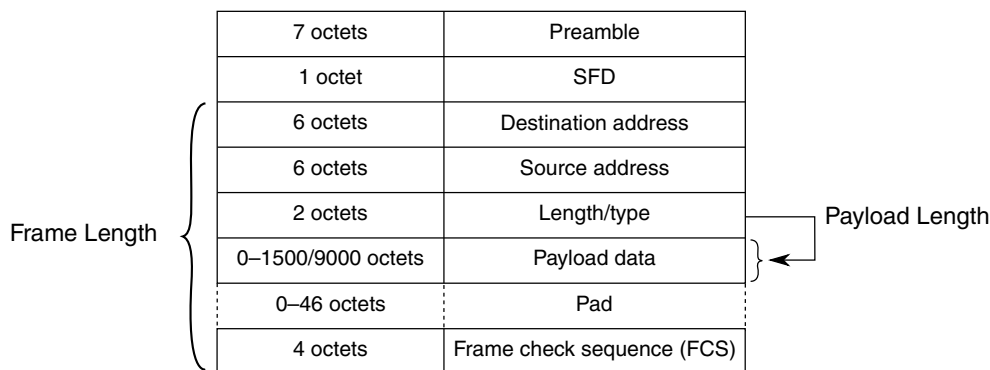 7 octets Preamble
1 octet SFD
6 octets Destination address
6 octets Source address
2 octets Length/type
Payload Length
Frame Length
0–1500/9000 octets Payload data
0–46 octets Pad
4 octets Frame check sequence (FCS)